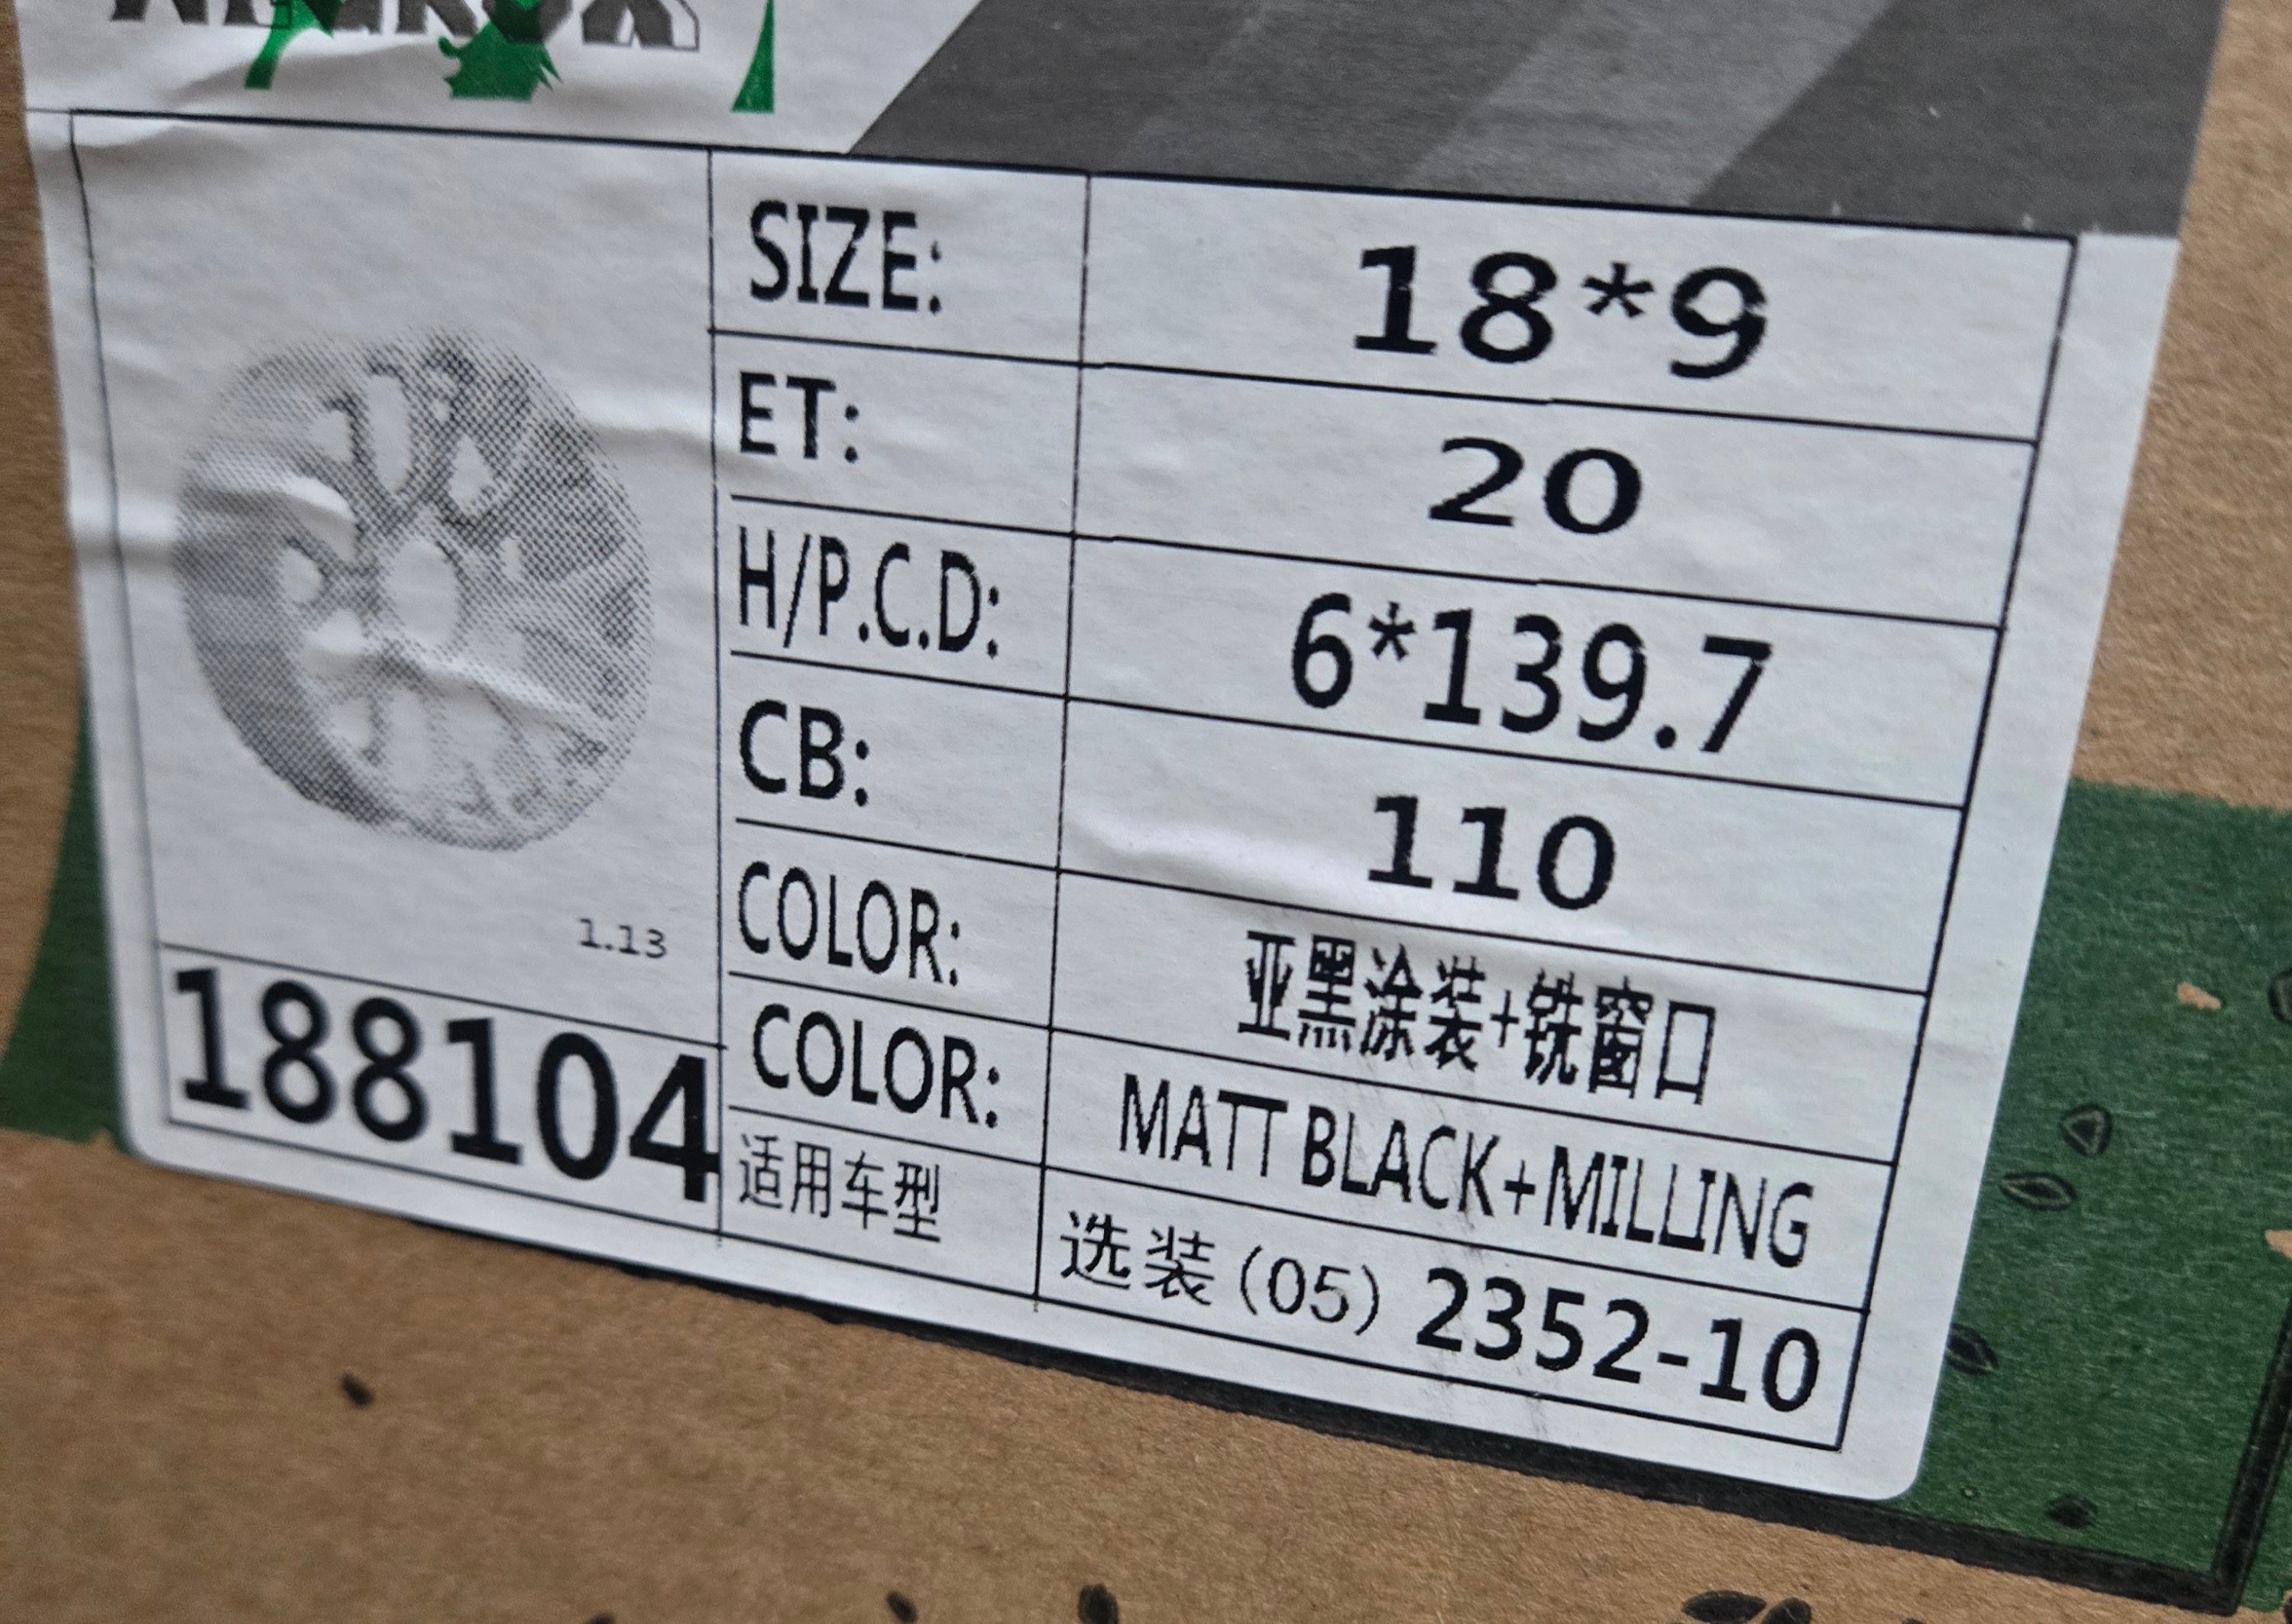 SIZE: 18*9
ET: 20
H/P.C.D: 6*139.7
CB: 110
1.13
COLOR: 亚黑涂装+铣窗口
188104
COLOR: MATT BLACK+MILLING
适用车型 选装(05) 2352-10